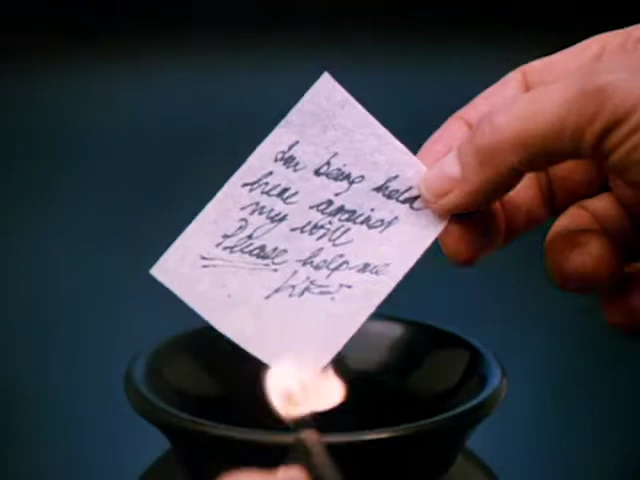 Im being held
here against
my will
Please help me